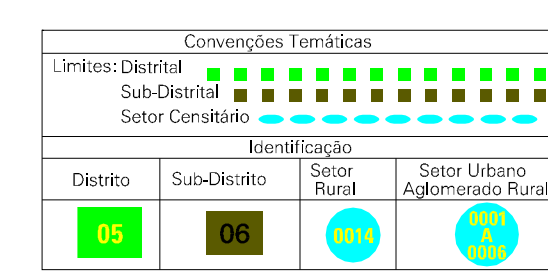 Convenções Temáticas
Limites: Distrital
Sub-Distrital
Setor Censitário
Identificação
Distrito
Sub-Distrito
Setor
Rural
Setor Urbano
Aglomerado Rural
05
06
0014
0001
A
0006